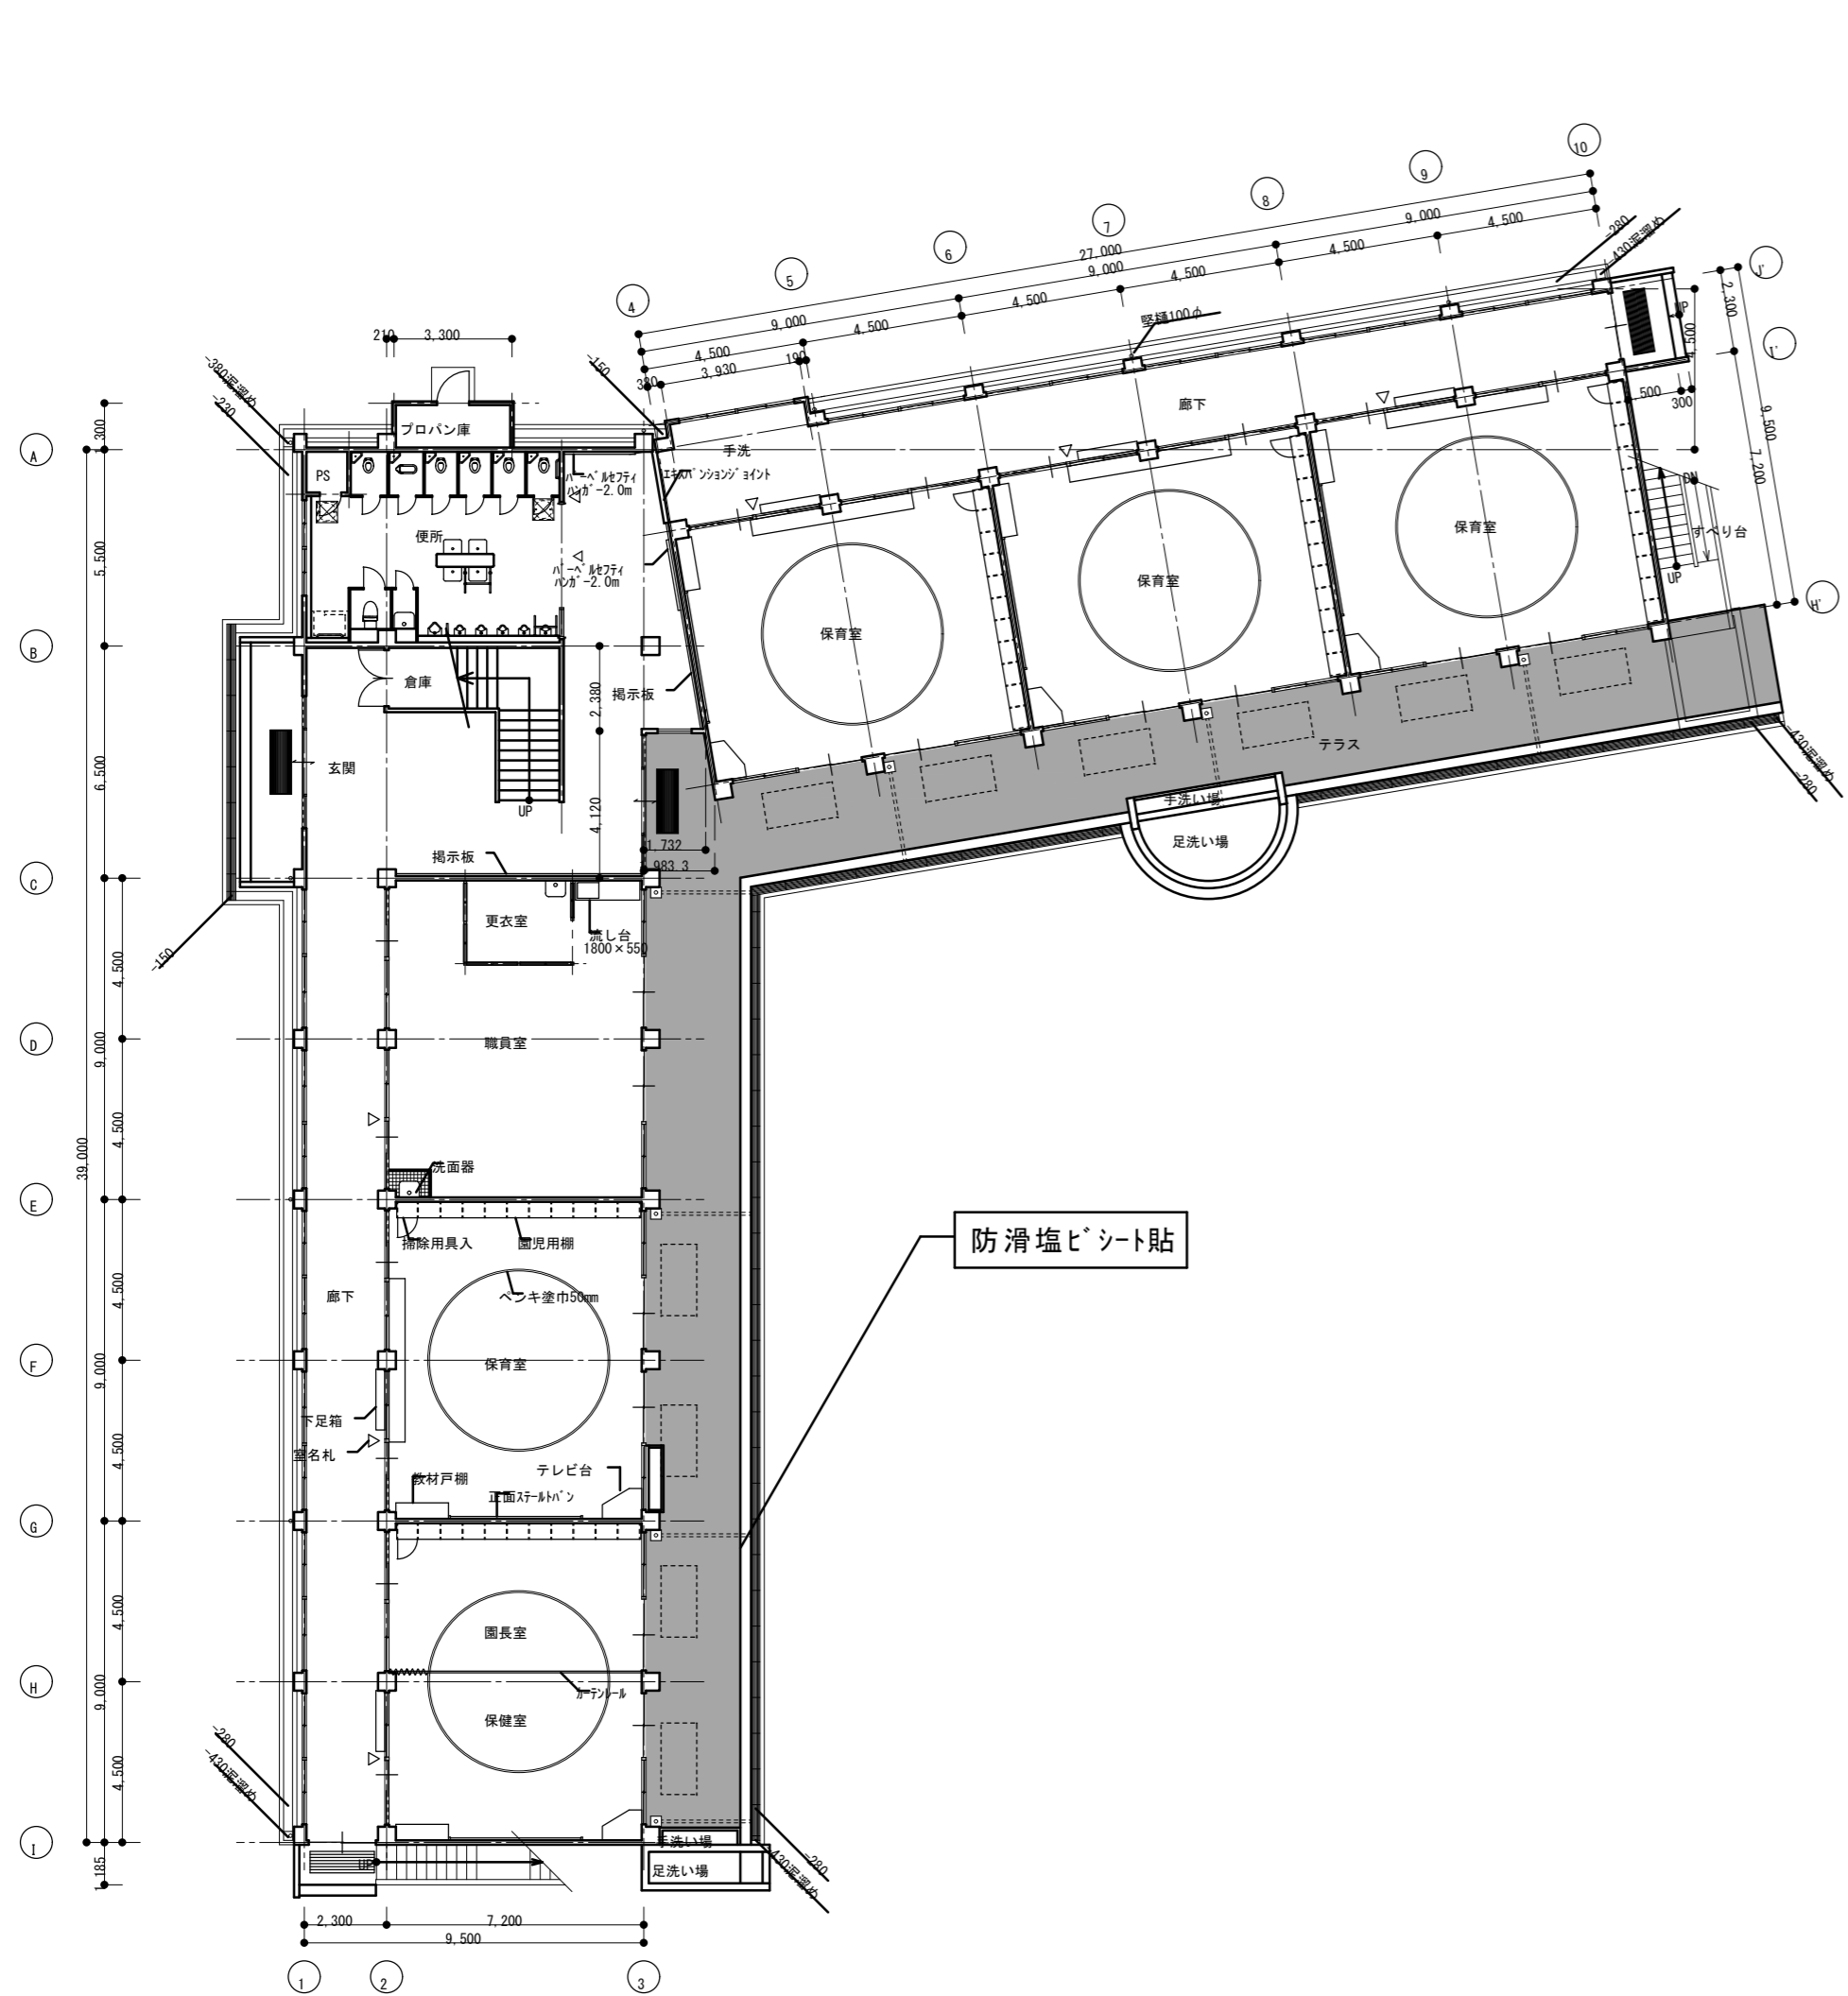 10
9
8
7
6
5
4
27,000
9,000
9,000
9,000
4,500
4,500
4,500
4,500
4,500
4,500
3,930
190
330
210
3,300
-280
-430泥溜め
J'
I'
H'
2,300
9,500
7,200
4,500
500
300
UP
竪樋100φ
廊下
-150
-380泥溜め
-230
プロパン庫
手洗
エキスパンションジョイント
PS
バーベルセフティ
ハンガー2.0m
便所
バーベルセフティ
ハンガー2.0m
保育室
保育室
保育室
DN
すべり台
UP
A
B
C
D
E
F
G
H
I
1,300
5,500
6,500
39,000
9,000
9,000
9,000
4,500
4,500
4,500
4,500
4,500
4,500
1,185
倉庫
2,380
4,120
掲示板
玄関
UP
テラス
手洗い場
足洗い場
-430泥溜め
-280
1,732
983.3
掲示板
更衣室
流し台
1800×550
-150
職員室
洗面器
掃除用具入
園児用棚
防滑塩ビシート貼
廊下
ペンキ塗巾50mm
保育室
下足箱
室名札
教材戸棚
テレビ台
園長室
カーテンレール
保健室
-280
-430泥溜め
手洗い場
足洗い場
UP
-280
-430泥溜め
2,300
7,200
9,500
1
2
3